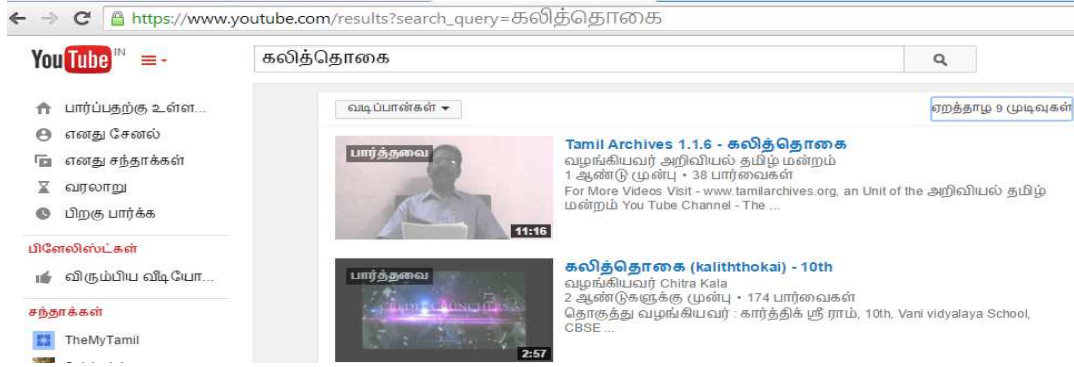 https://www.youtube.com/results?search_query=கலித்தொகை
YouTube IN
கலித்தொகை
பார்ப்பதற்கு உள்ள...
எனது சேனல்
எனது சந்தாக்கள்
வரலாறு
பிறகு பார்க்க
பிளேலிஸ்ட்கள்
விரும்பிய வீடியோ...
சந்தாக்கள்
TheMyTamil
வடிப்பான்கள்
ஏறத்தாழ 9 முடிவுகள்
பார்த்தவை
11:16
Tamil Archives 1.1.6 - கலித்தொகை
வழங்கியவர் அறிவியல் தமிழ் மன்றம்
1 ஆண்டு முன்பு • 38 பார்வைகள்
For More Videos Visit - www.tamilarchives.org, an Unit of the அறிவியல் தமிழ்
மன்றம் You Tube Channel - The ...
பார்த்தவை
2:57
கலித்தொகை (kaliththokai) - 10th
வழங்கியவர் Chitra Kala
2 ஆண்டுகளுக்கு முன்பு • 174 பார்வைகள்
தொகுத்து வழங்கியவர் : கார்த்திக் ஸ்ரீ ராம், 10th, Vani vidyalaya School,
CBSE ...